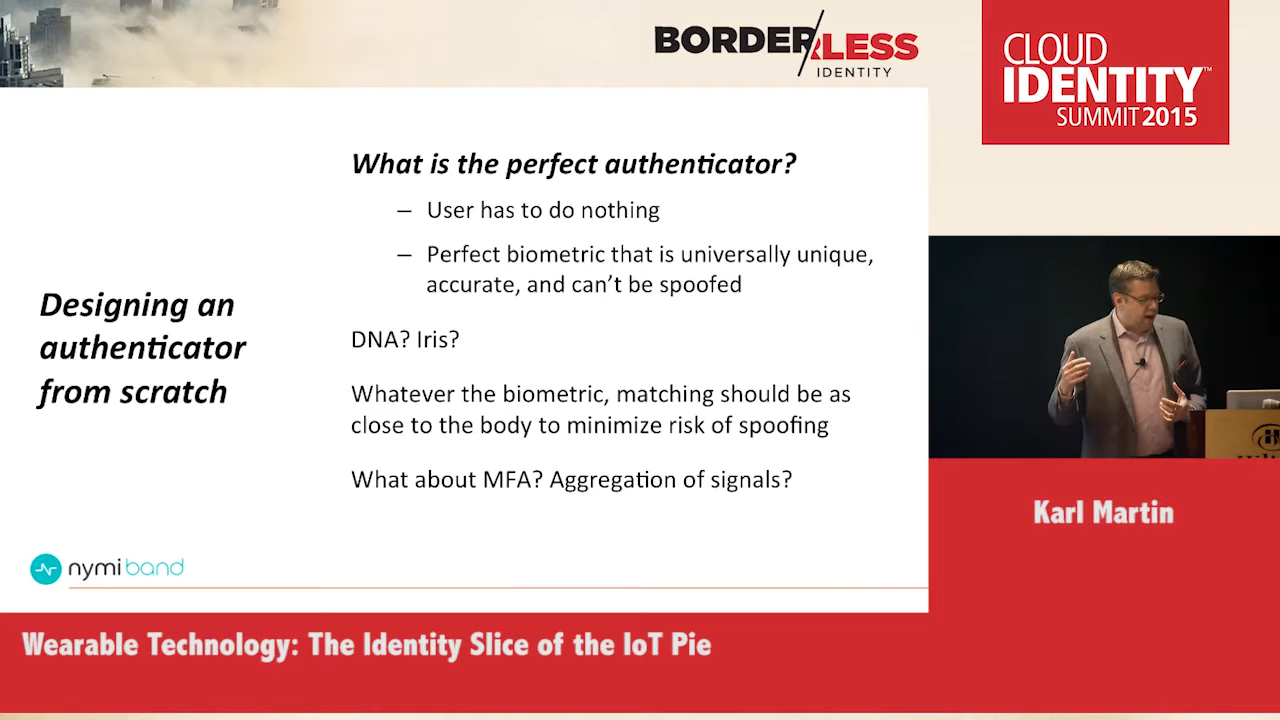 BORDERLESS
IDENTITY
CLOUD
IDENTITY™
SUMMIT 2015
What is the perfect authenticator?
– User has to do nothing
– Perfect biometric that is universally unique,
accurate, and can't be spoofed
Designing an
authenticator
from scratch
DNA? Iris?
Whatever the biometric, matching should be as
close to the body to minimize risk of spoofing
What about MFA? Aggregation of signals?
nymi band
Karl Martin
Wearable Technology: The Identity Slice of the IoT Pie